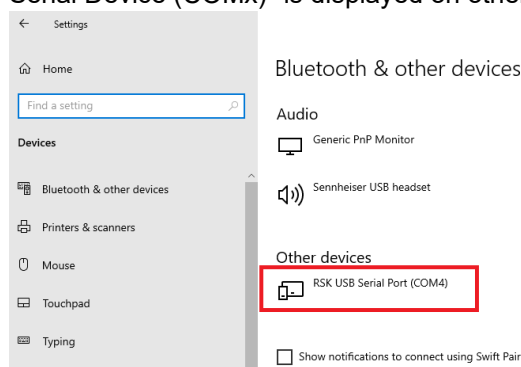 Serial Device (COMx)" is displayed on other
Settings
Home
Find a setting
Devices
Bluetooth & other devices
Printers & scanners
Mouse
Touchpad
Typing
Bluetooth & other devices
Audio
Generic PnP Monitor
Sennheiser USB headset
Other devices
RSK USB Serial Port (COM4)
Show notifications to connect using Swift Pair